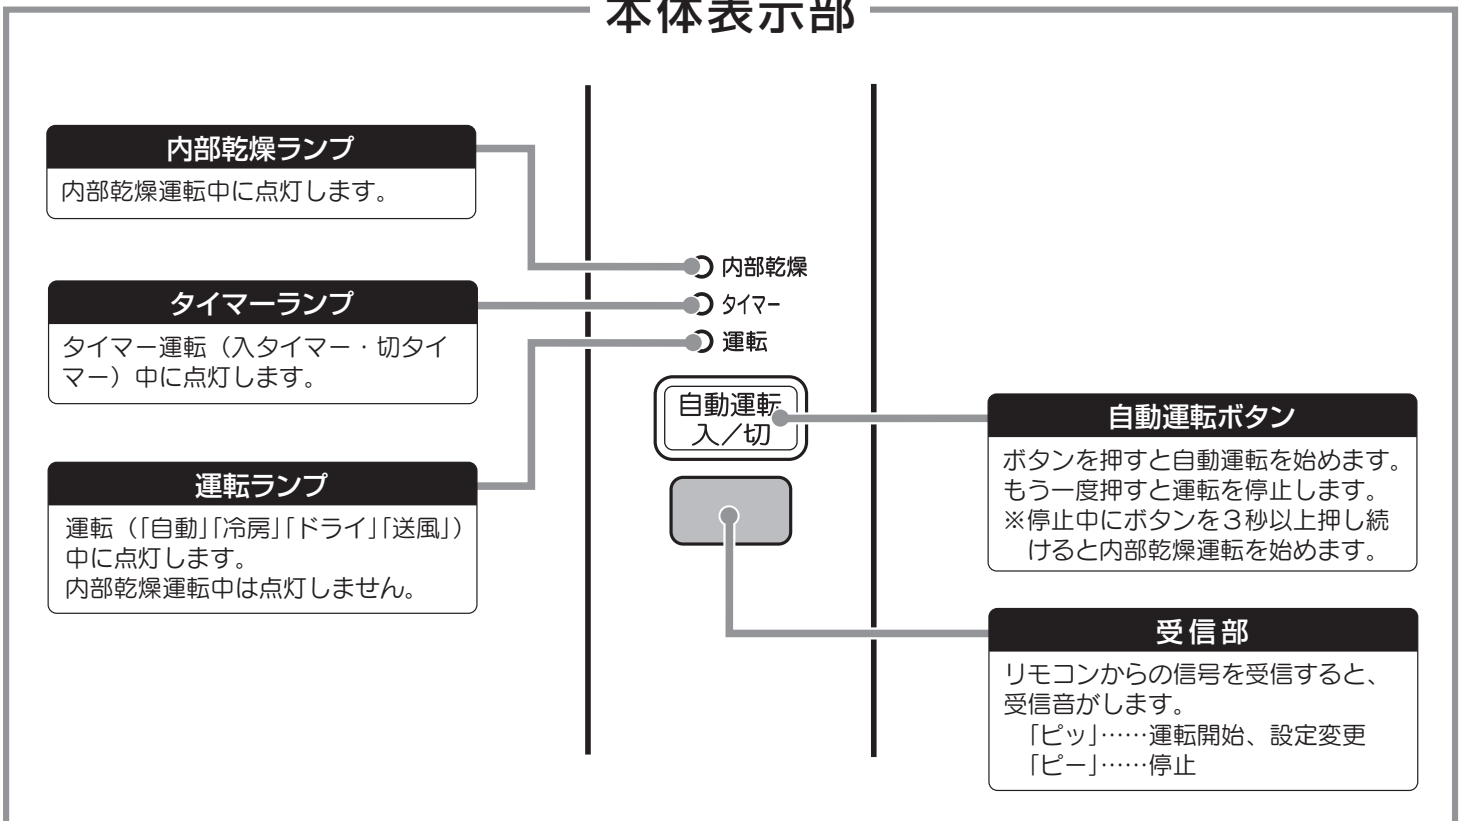 本体表示部
内部乾燥ランプ
内部乾燥運転中に点灯します。
タイマーランプ
タイマー運転（入タイマー・切タイ
マー）中に点灯します。
運転ランプ
運転（「自動」「冷房」「ドライ」「送風」）
中に点灯します。
内部乾燥運転中は点灯しません。
内部乾燥
タイマー
運転
自動運転
入／切
自動運転ボタン
ボタンを押すと自動運転を始めます。
もう一度押すと運転を停止します。
※停止中にボタンを３秒以上押し続
けると内部乾燥運転を始めます。
受信部
リモコンからの信号を受信すると、
受信音がします。
「ピッ」……運転開始、設定変更
「ピー」……停止